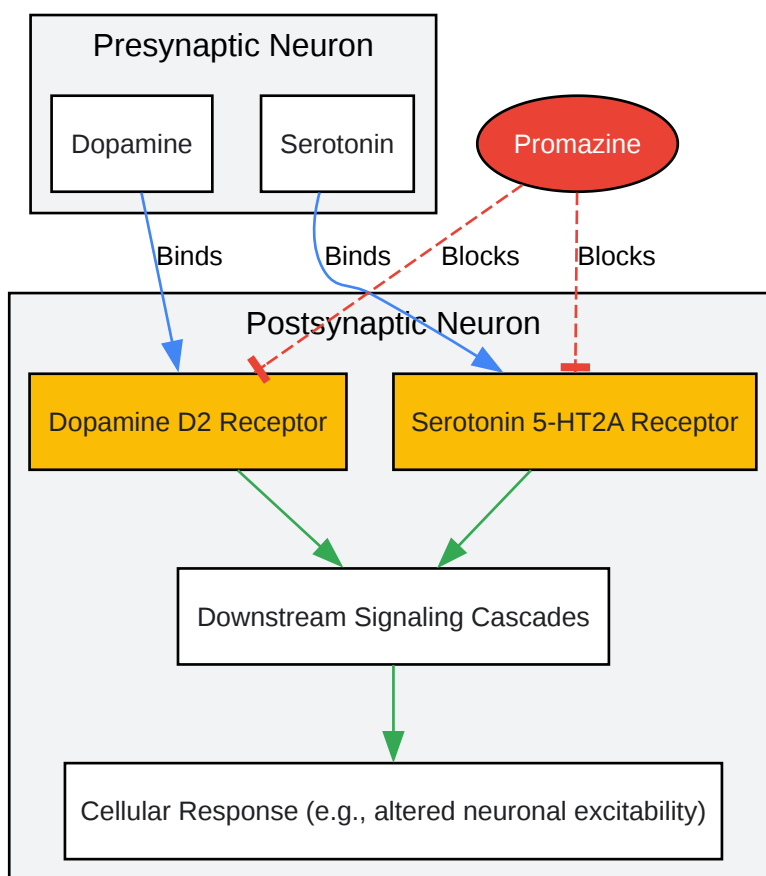 Presynaptic Neuron
Dopamine
Serotonin
Promazine
Binds
Binds
Blocks
Blocks
Postsynaptic Neuron
Dopamine D2 Receptor
Serotonin 5-HT2A Receptor
Downstream Signaling Cascades
Cellular Response (e.g., altered neuronal excitability)